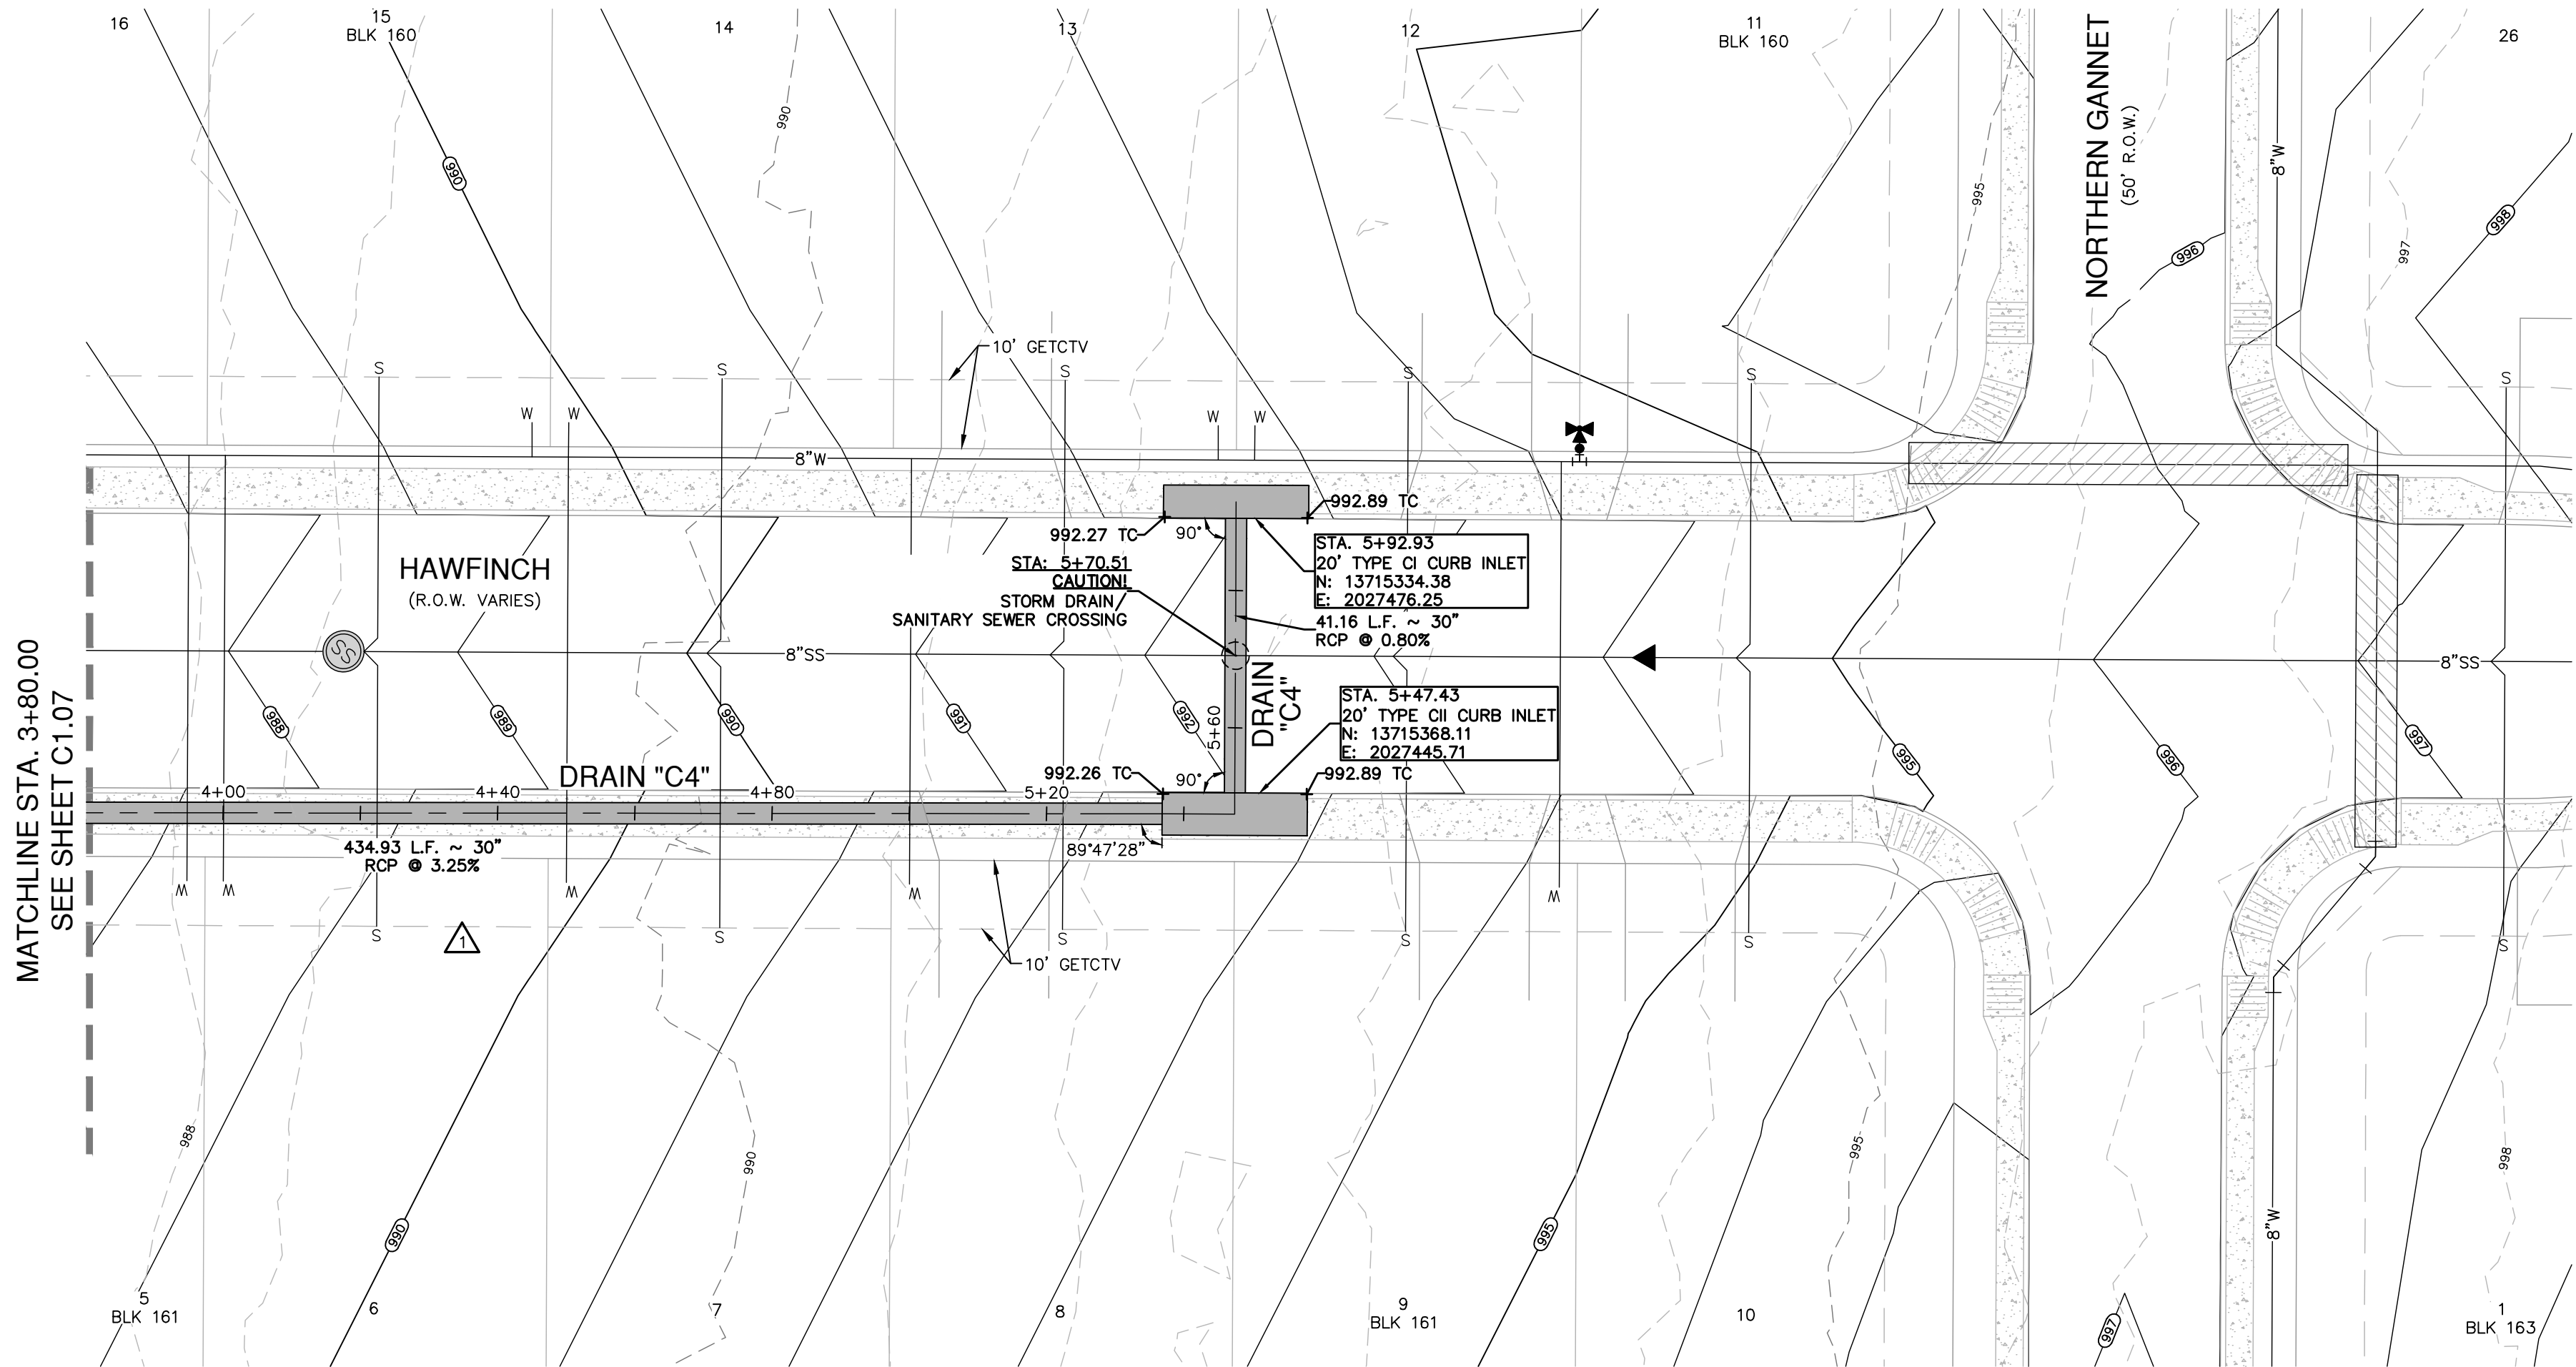 16
15
BLK 160
14
13
12
11
BLK 160
26
NORTHERN GANNET
(50' R.O.W.)
990
990
995
996
997
998
8"W
10' GETCTV
S
S
S
S
S
S
W
W
W
W
8"W
992.27 TC
992.89 TC
90°
STA: 5+70.51
CAUTION!
STORM DRAIN/
SANITARY SEWER CROSSING
STA. 5+92.93
20' TYPE CI CURB INLET
N: 13715334.38
E: 2027476.25
41.16 L.F. ~ 30"
RCP @ 0.80%
HAWFINCH
(R.O.W. VARIES)
SS
8"SS
8"SS
MATCHLINE STA. 3+80.00
SEE SHEET C1.07
988
989
990
991
992
995
996
997
DRAIN
"C4"
5+60
STA. 5+47.43
20' TYPE CII CURB INLET
N: 13715368.11
E: 2027445.71
992.26 TC
992.89 TC
90°
DRAIN "C4"
4+00
4+40
4+80
5+20
434.93 L.F. ~ 30"
RCP @ 3.25%
89°47'28"
W
W
W
W
W
S
S
S
S
S
S
1
10' GETCTV
988
990
990
995
995
998
8"W
997
5
BLK 161
6
7
8
9
BLK 161
10
1
BLK 163